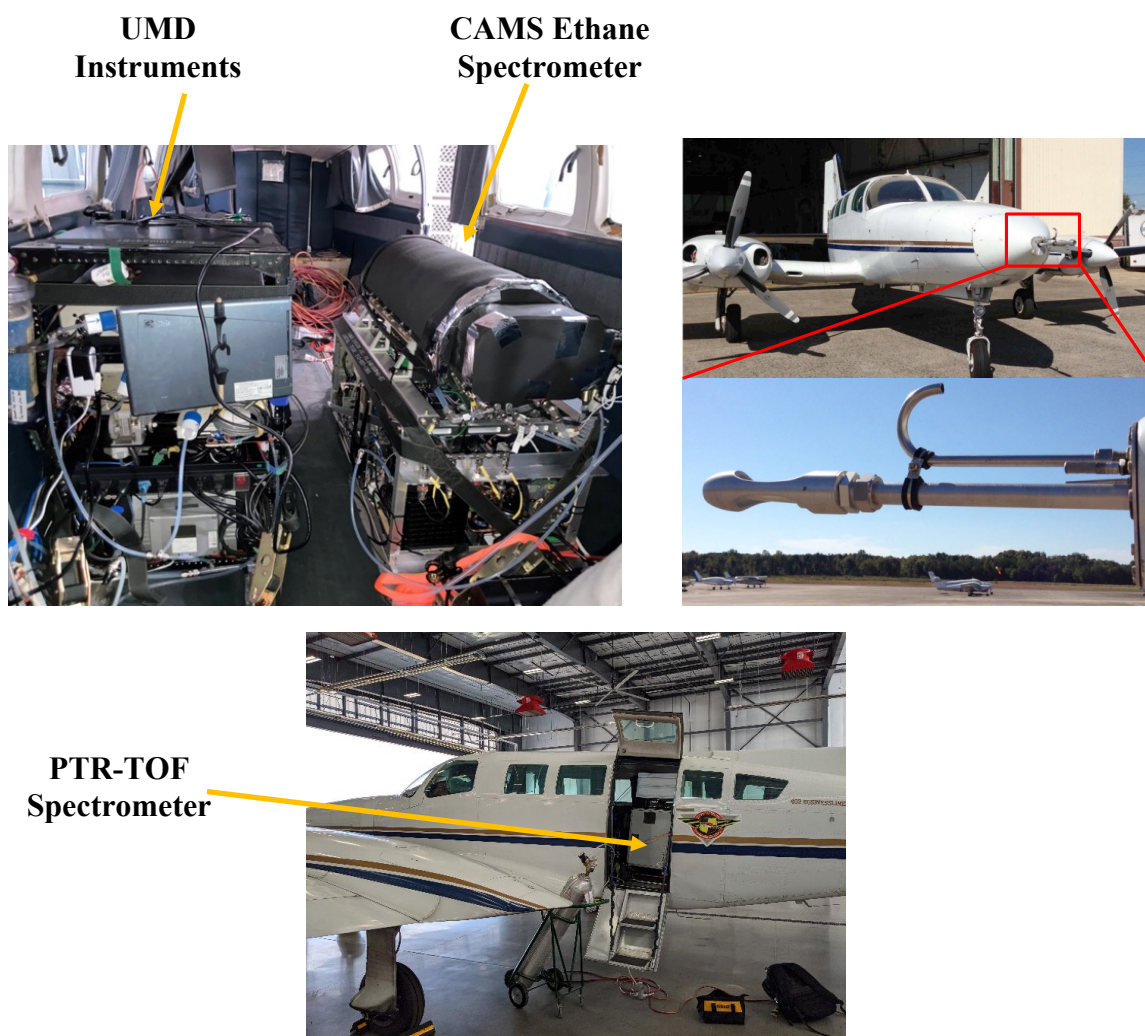 UMD
Instruments
CAMS Ethane
Spectrometer
PTR-TOF
Spectrometer